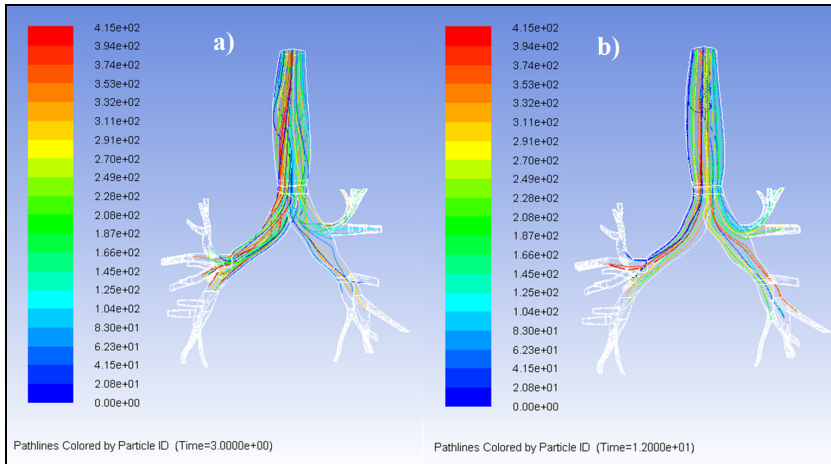 a)
4.15e+02
3.94e+02
3.74e+02
3.53e+02
3.32e+02
3.11e+02
2.91e+02
2.70e+02
2.49e+02
2.28e+02
2.08e+02
1.87e+02
1.66e+02
1.45e+02
1.25e+02
1.04e+02
8.30e+01
6.23e+01
4.15e+01
2.08e+01
0.00e+00
Pathlines Colored by Particle ID (Time=3.0000e+00)
b)
4.15e+02
3.94e+02
3.74e+02
3.53e+02
3.32e+02
3.11e+02
2.91e+02
2.70e+02
2.49e+02
2.28e+02
2.08e+02
1.87e+02
1.66e+02
1.45e+02
1.25e+02
1.04e+02
8.30e+01
6.23e+01
4.15e+01
2.08e+01
0.00e+00
Pathlines Colored by Particle ID (Time=1.2000e+01)